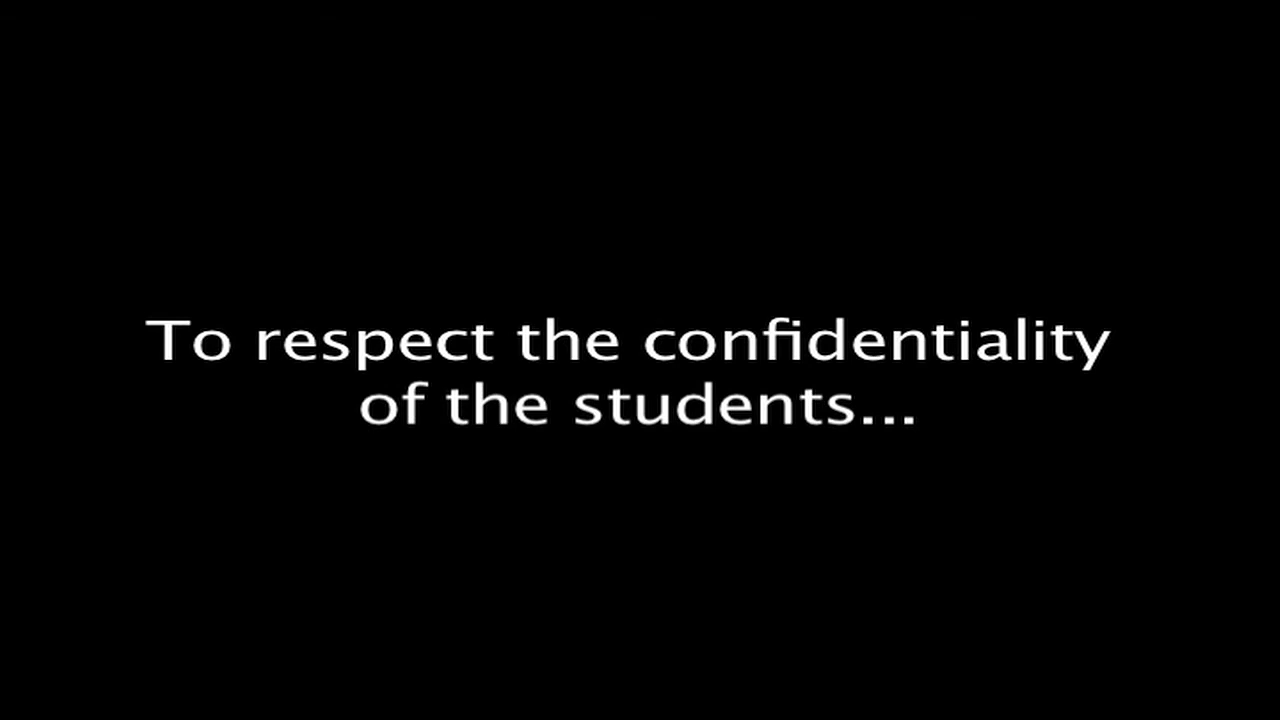 To respect the confidentiality
of the students...